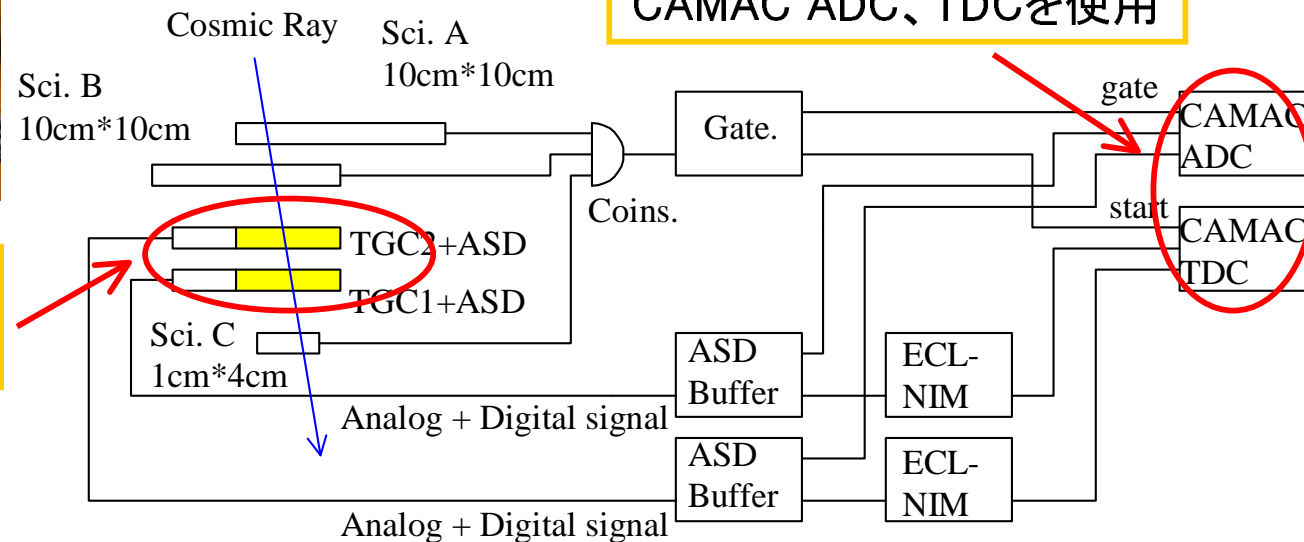 CAMAC ADC、TDCを使用
Cosmic Ray
Sci. A
10cm*10cm
Sci. B
10cm*10cm
Gate.
gate
CAMAC
ADC
Coins.
start
CAMAC
TDC
TGC2+ASD
TGC1+ASD
Sci. C
1cm*4cm
ASD
Buffer
ECL-
NIM
Analog + Digital signal
ASD
Buffer
ECL-
NIM
Analog + Digital signal